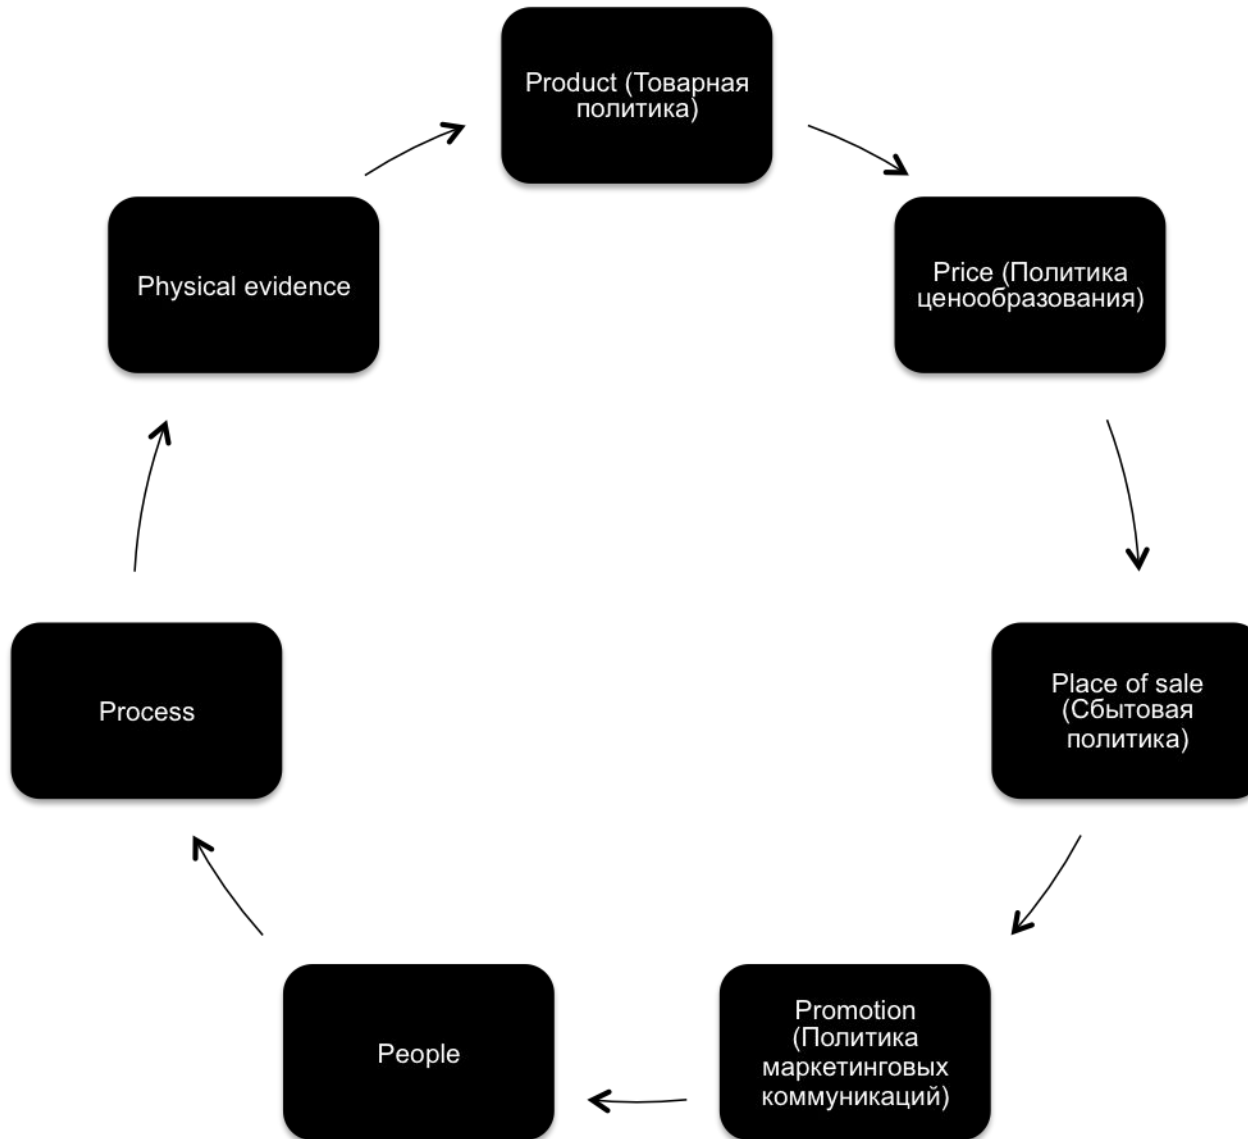 Product (Товарная
политика)
Price (Политика
ценообразования)
Place of sale
(Сбытовая
политика)
Promotion
(Политика
маркетинговых
коммуникаций)
People
Process
Physical evidence